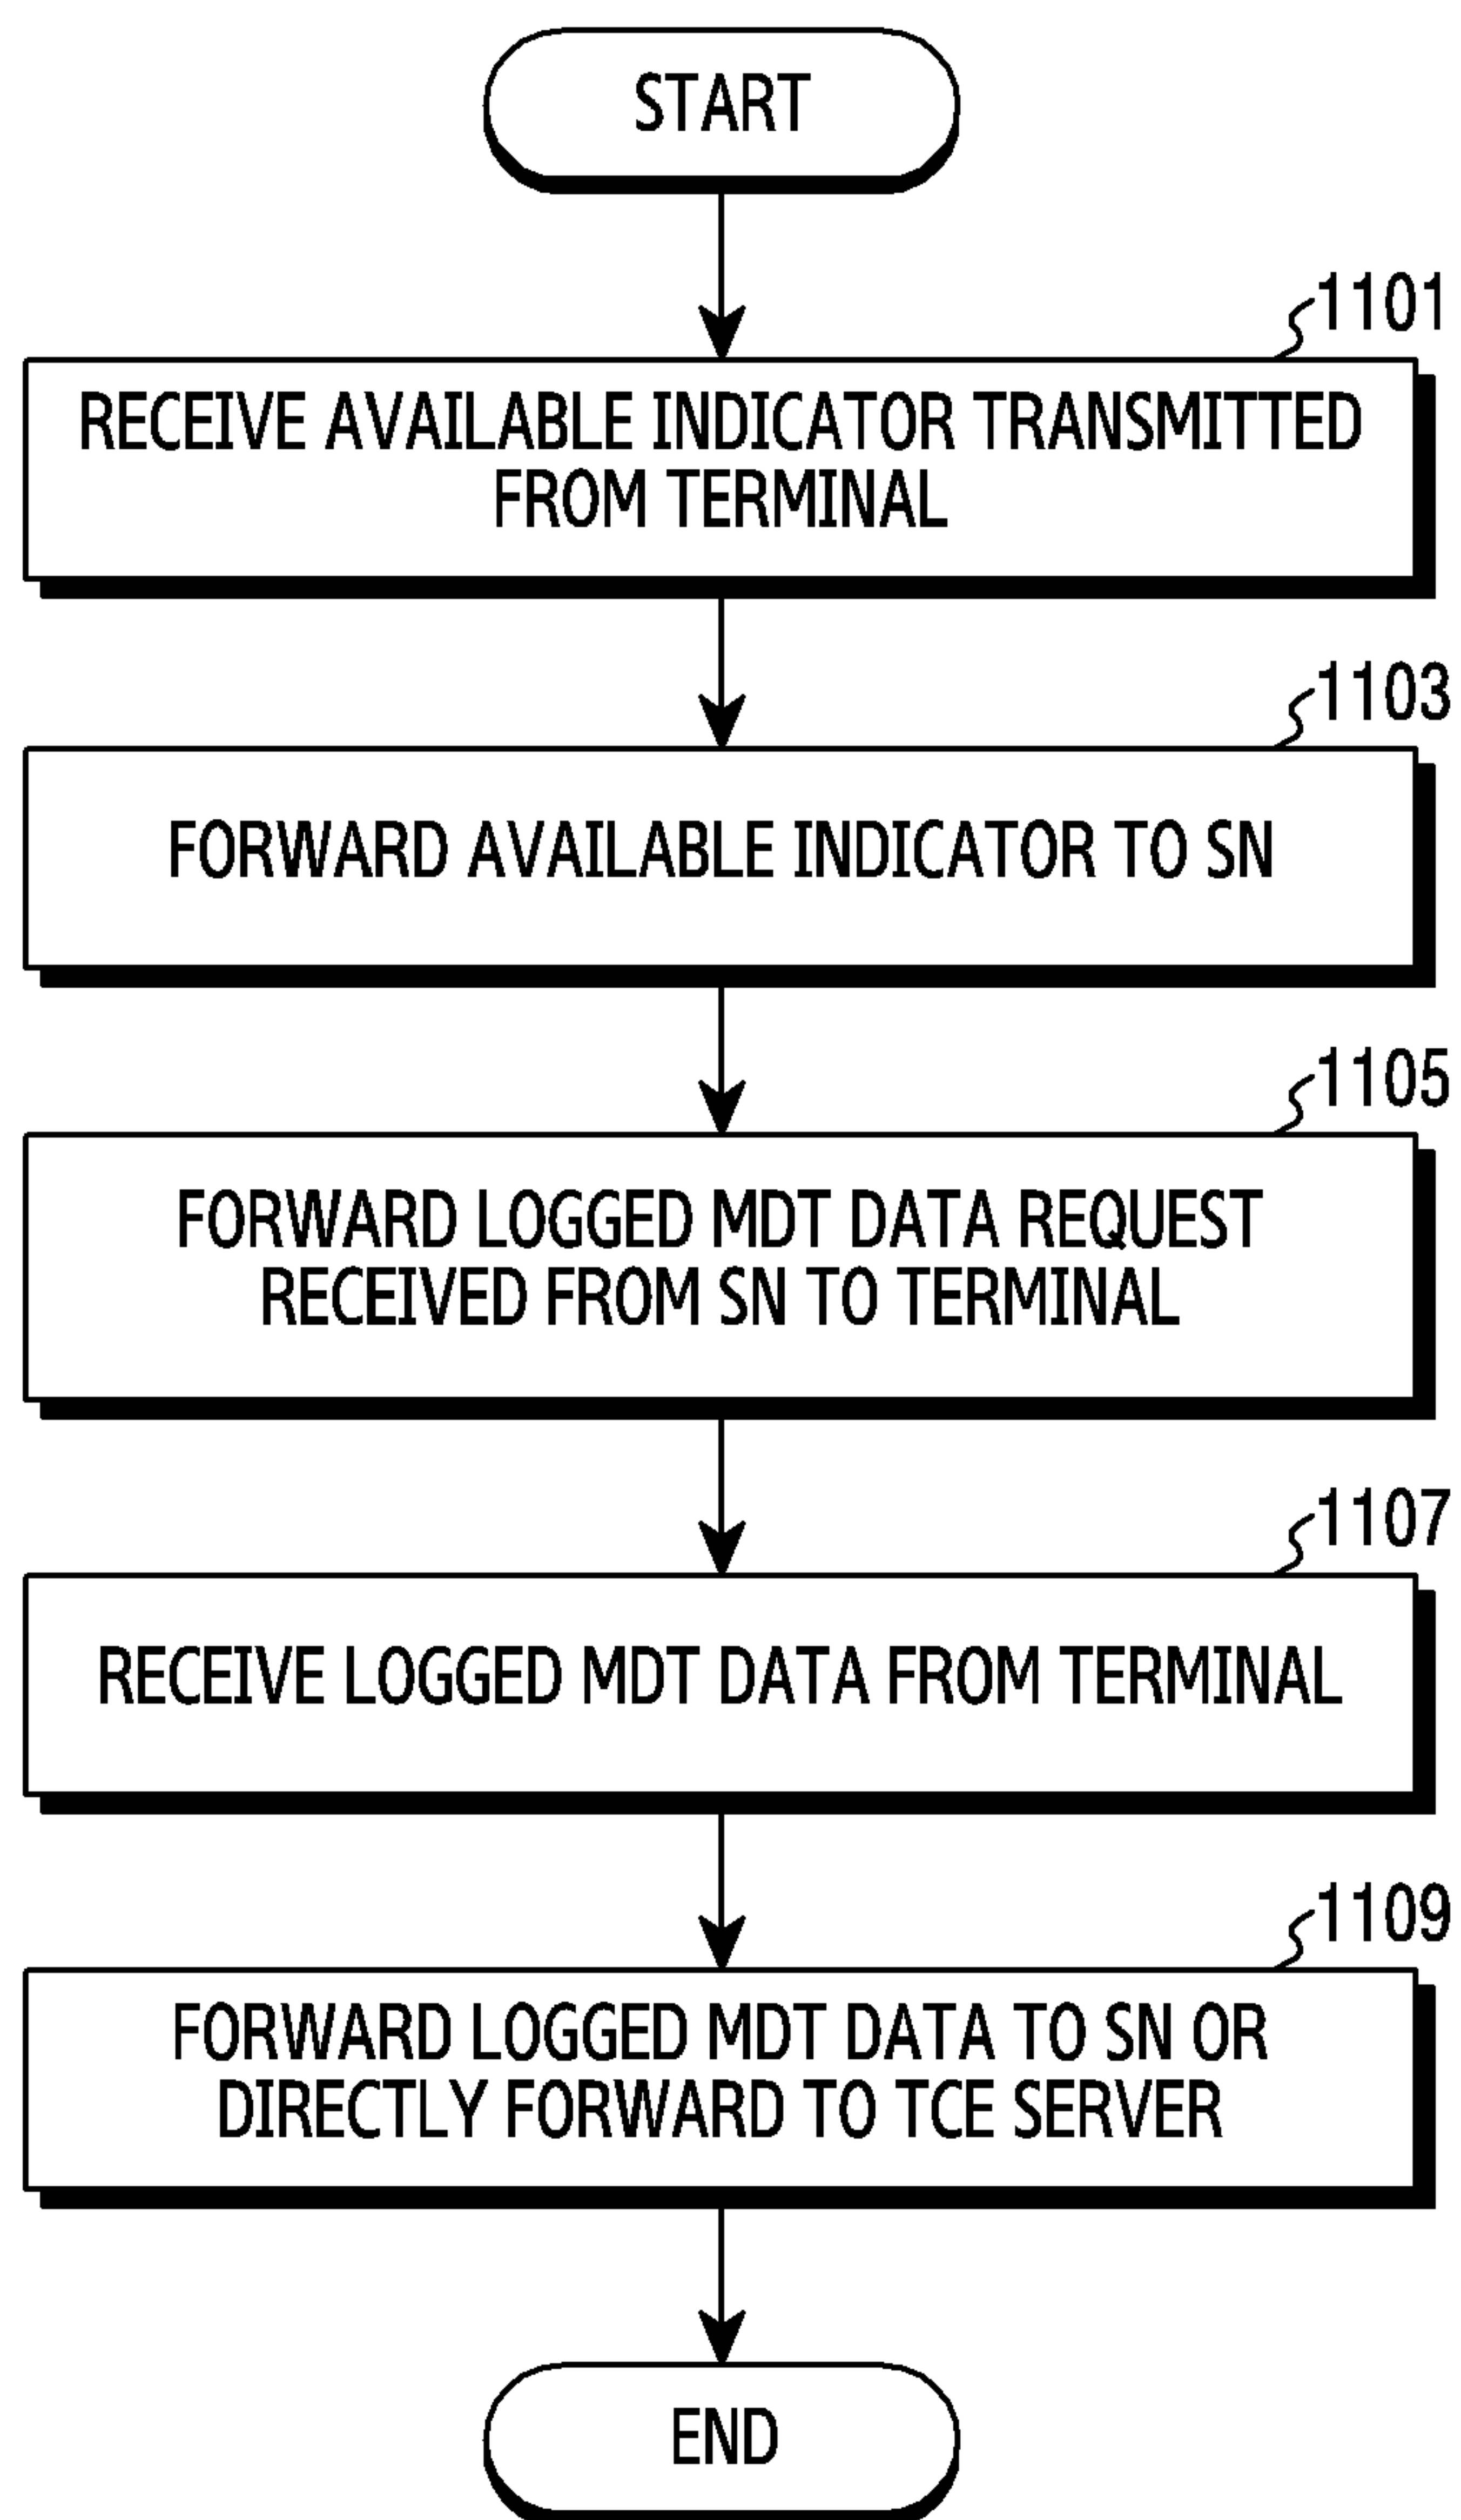 START
1101
RECEIVE AVAILABLE INDICATOR TRANSMITTED
FROM TERMINAL
1103
FORWARD AVAILABLE INDICATOR TO SN
1105
FORWARD LOGGED MDT DATA REQUEST
RECEIVED FROM SN TO TERMINAL
1107
RECEIVE LOGGED MDT DATA FROM TERMINAL
1109
FORWARD LOGGED MDT DATA TO SN OR
DIRECTLY FORWARD TO TCE SERVER
END